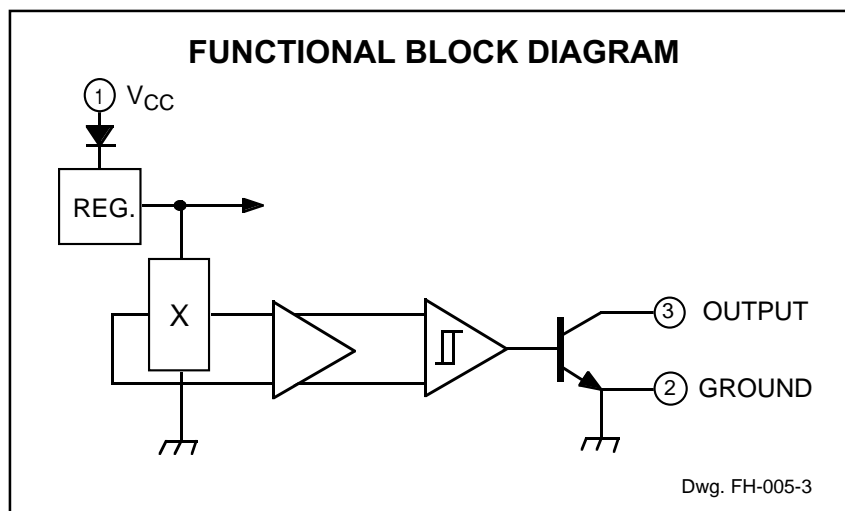 FUNCTIONAL BLOCK DIAGRAM
1 VCC
REG.
X
3 OUTPUT
2 GROUND
Dwg. FH-005-3